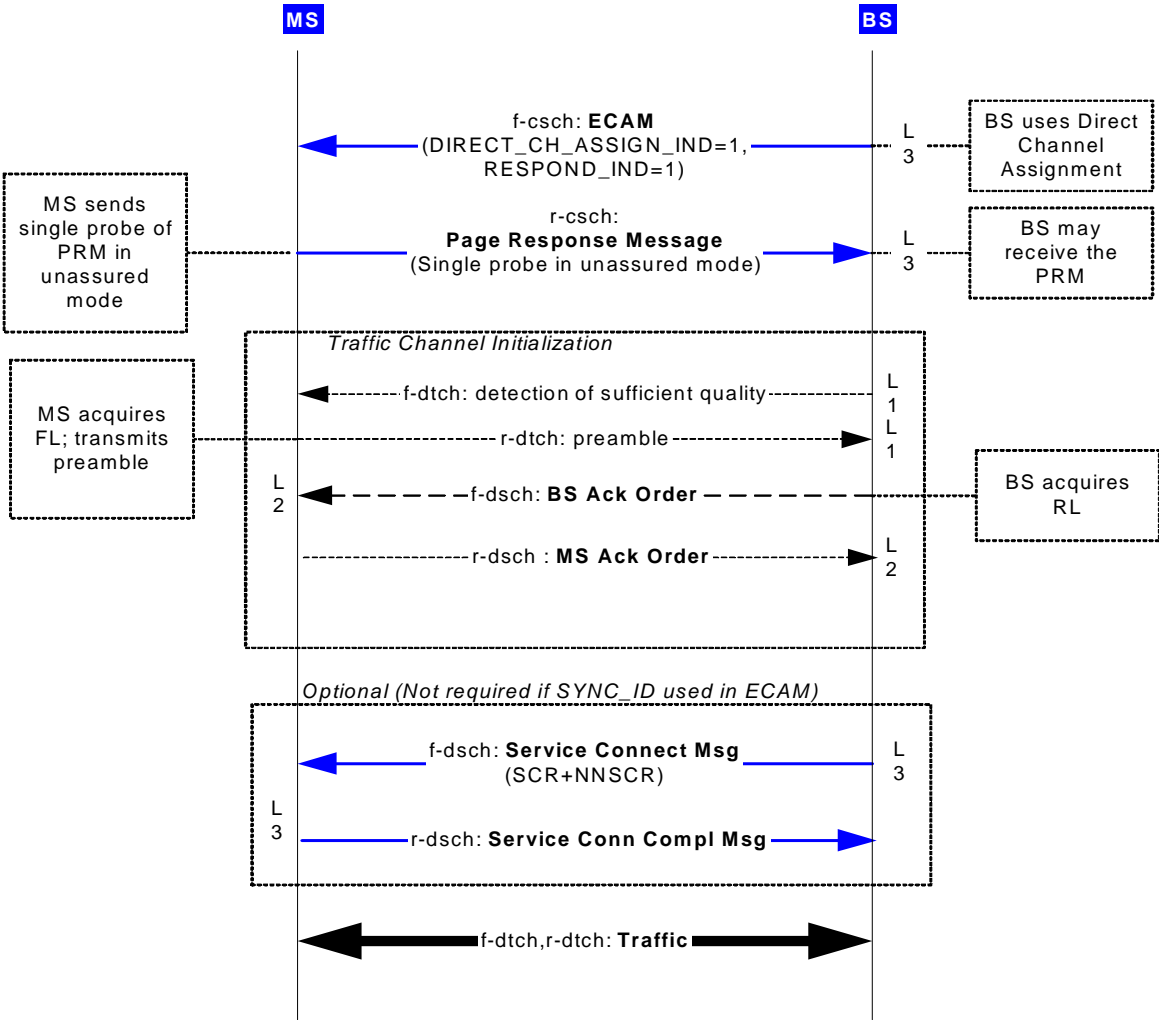 MS
BS
f-csch: ECAM
(DIRECT_CH_ASSIGN_IND=1,
RESPOND_IND=1)
L
3
BS uses Direct
Channel
Assignment
MS sends
single probe of
PRM in
unassured
mode
r-csch:
Page Response Message
(Single probe in unassured mode)
L
3
BS may
receive the
PRM
Traffic Channel Initialization
MS acquires
FL; transmits
preamble
f-dtch: detection of sufficient quality
L
1
r-dtch: preamble
L
1
L
2
f-dsch: BS Ack Order
BS acquires
RL
r-dsch : MS Ack Order
L
2
Optional (Not required if SYNC_ID used in ECAM)
f-dsch: Service Connect Msg
(SCR+NNSCR)
L
3
L
3
r-dsch: Service Conn Compl Msg
f-dtch,r-dtch: Traffic